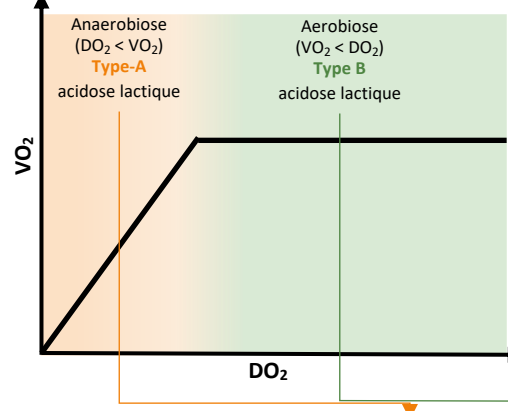 Anaerobiose
(DO₂ < VO₂)
Type-A
acidose lactique
Aerobiose
(VO₂ < DO₂)
Type B
acidose lactique
VO₂
DO₂